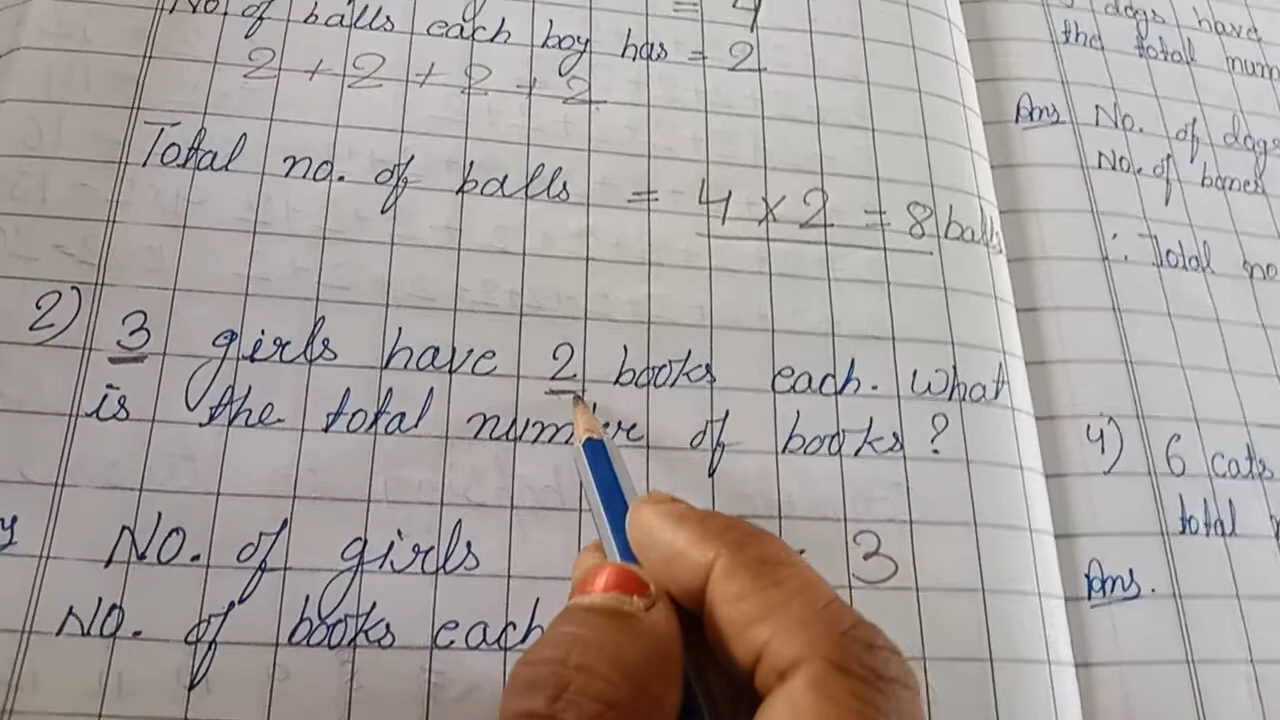 No. of balls each boy has = 2
2 + 2 + 2 + 2
Total no. of balls = 4 × 2 = 8 balls
2) 3 girls have 2 books each. What
is the total number of books?
No. of girls 3
No. of books each
dogs have
the total
Ans No. of dogs
No. of bones
∴ Total no
4) 6 cats
total
Ans.